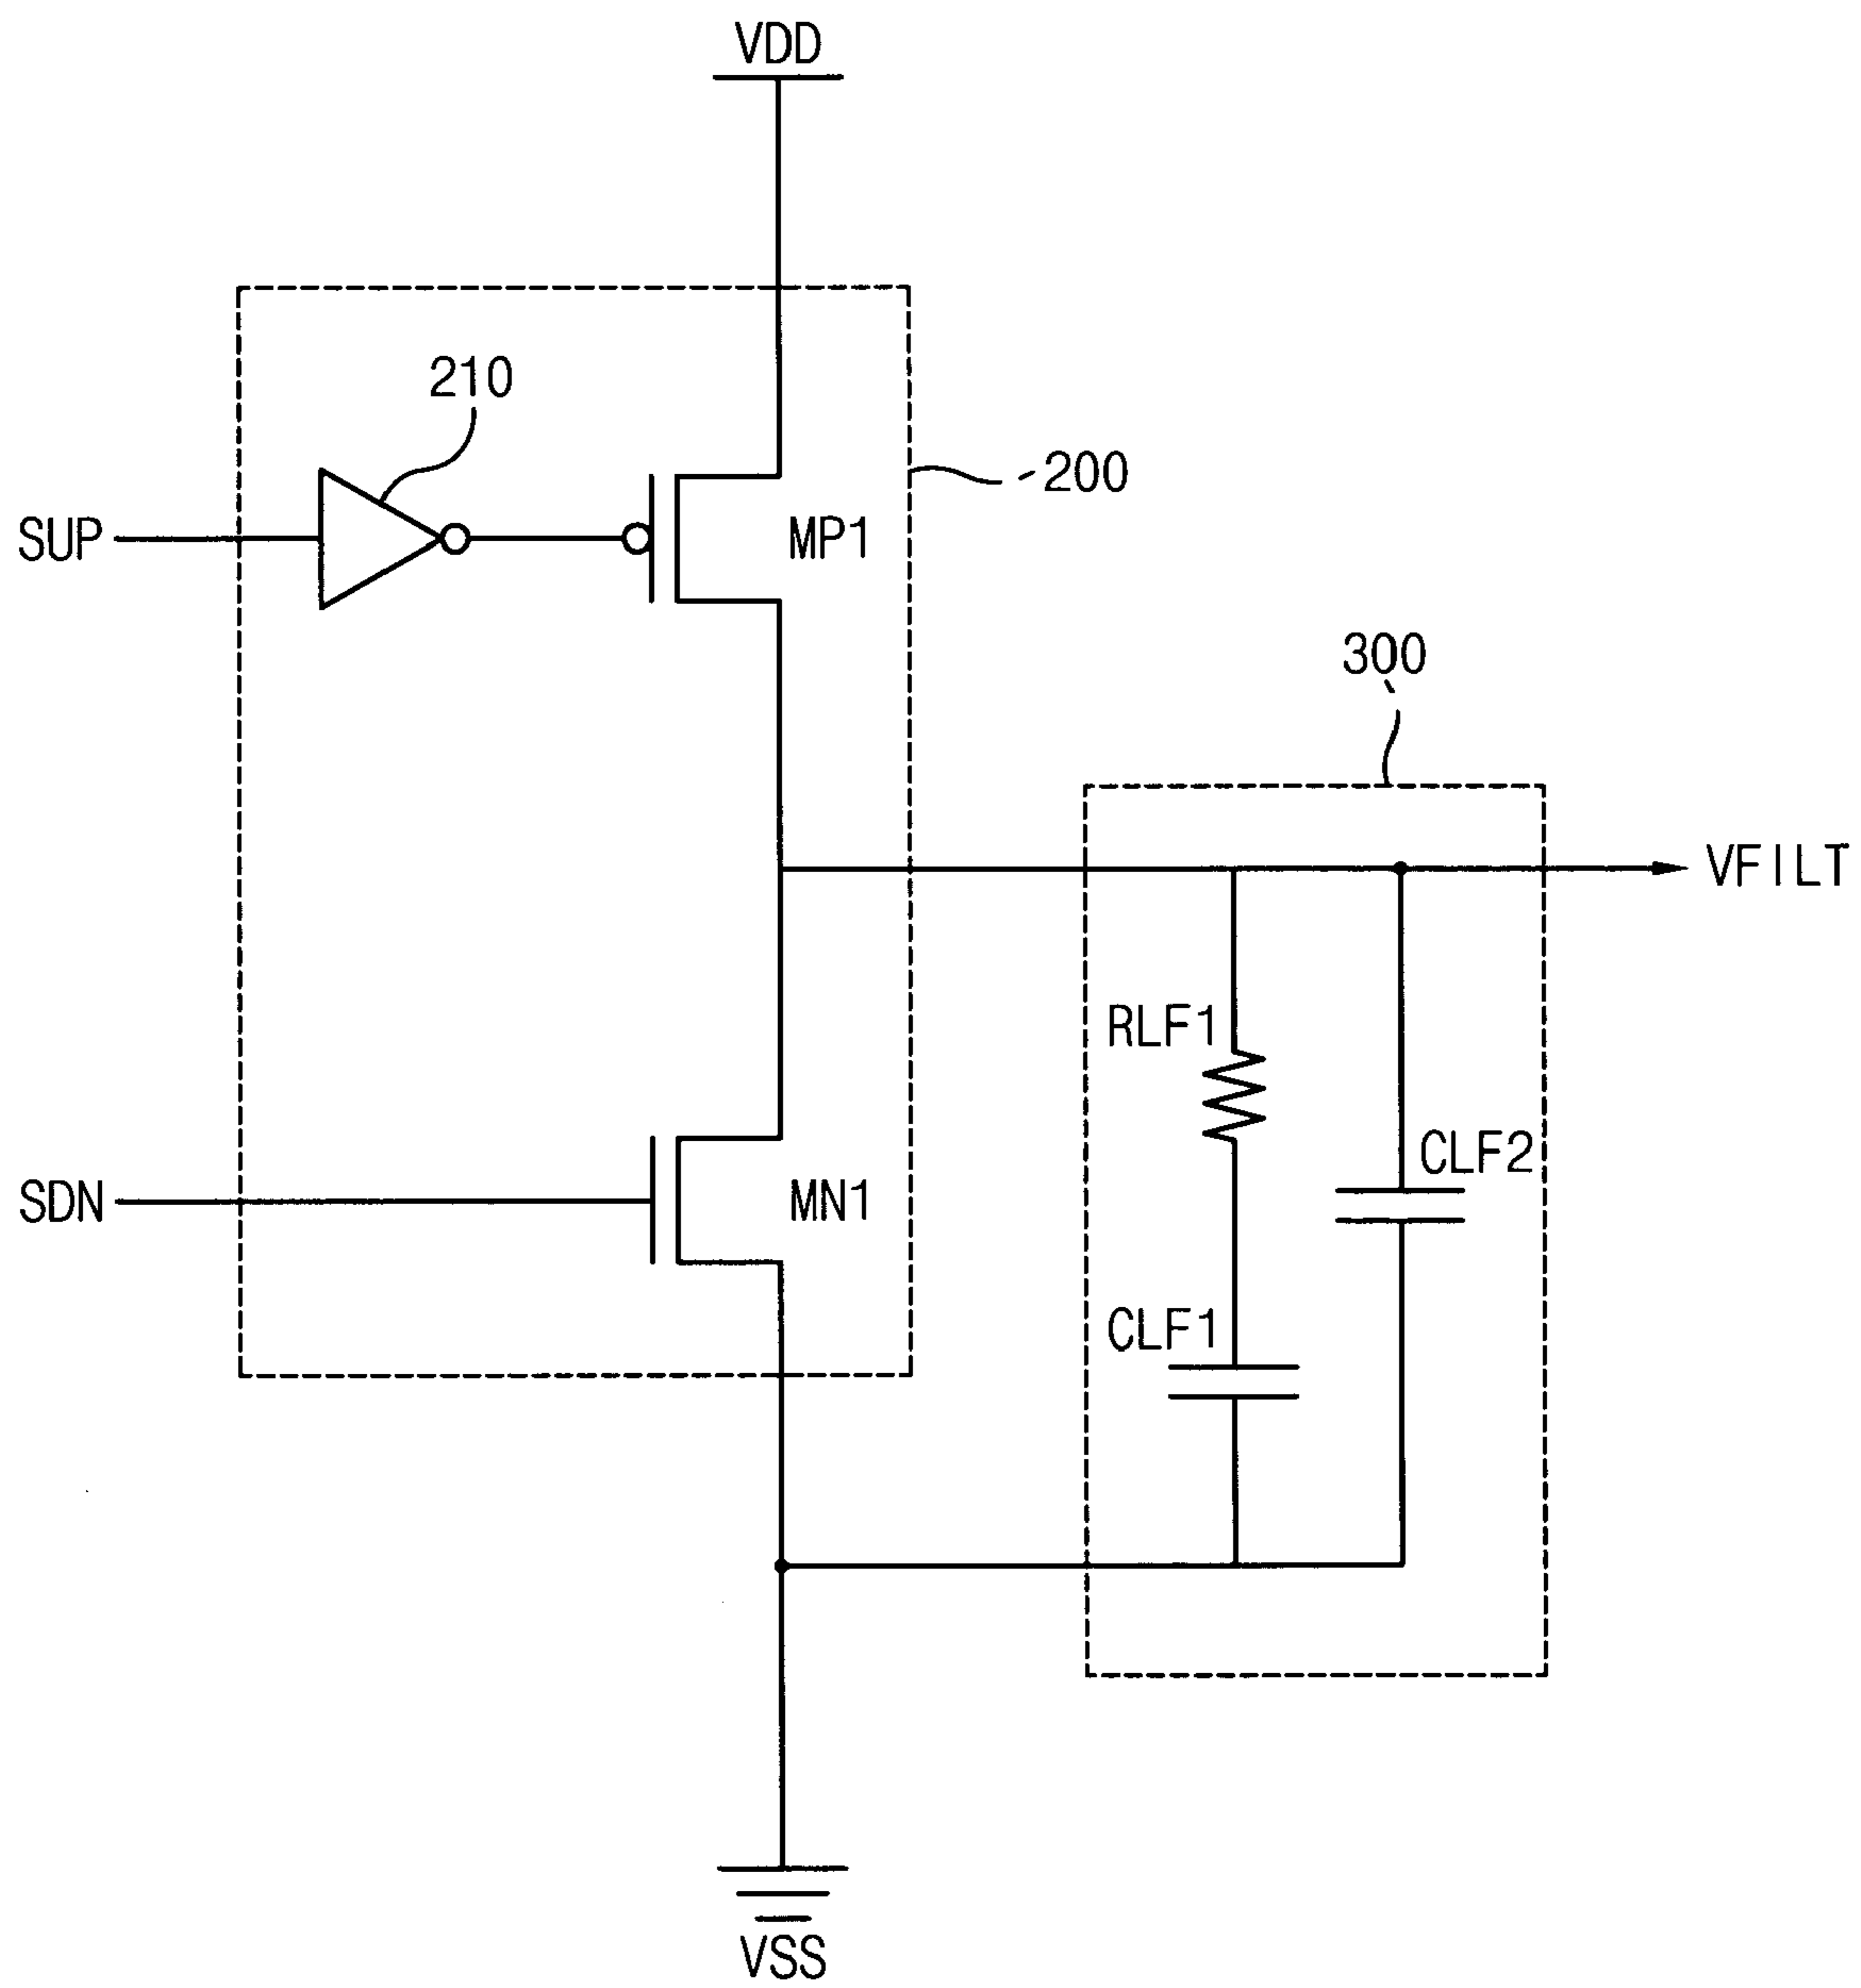 VDD
210
200
SUP
MP1
300
VFILT
RLF1
CLF2
SDN
MN1
CLF1
VSS